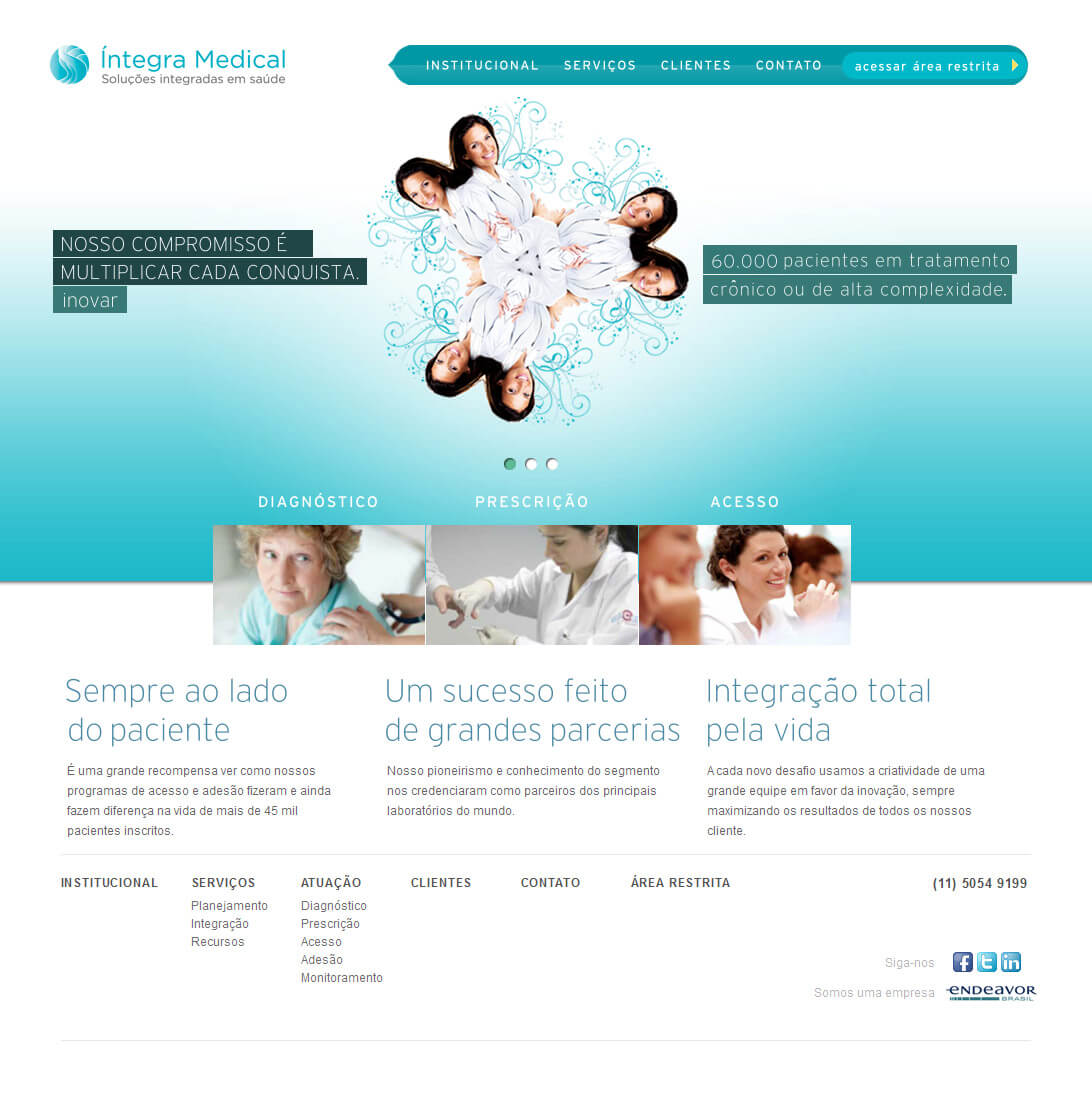 Íntegra Medical
Soluções integradas em saúde
INSTITUCIONAL SERVIÇOS CLIENTES CONTATO acessar área restrita
NOSSO COMPROMISSO É
MULTIPLICAR CADA CONQUISTA.
inovar
60.000 pacientes em tratamento
crônico ou de alta complexidade.
DIAGNÓSTICO PRESCRIÇÃO ACESSO
Sempre ao lado
do paciente
É uma grande recompensa ver como nossos
programas de acesso e adesão fizeram e ainda
fazem diferença na vida de mais de 45 mil
pacientes inscritos.
Um sucesso feito
de grandes parcerias
Nosso pioneirismo e conhecimento do segmento
nos credenciaram como parceiros dos principais
laboratórios do mundo.
Integração total
pela vida
A cada novo desafio usamos a criatividade de uma
grande equipe em favor da inovação, sempre
maximizando os resultados de todos os nossos
cliente.
INSTITUCIONAL
SERVIÇOS
Planejamento
Integração
Recursos
ATUAÇÃO
Diagnóstico
Prescrição
Acesso
Adesão
Monitoramento
CLIENTES
CONTATO
ÁREA RESTRITA
(11) 5054 9199
Siga-nos
Somos uma empresa ENDEAVOR
BRASIL